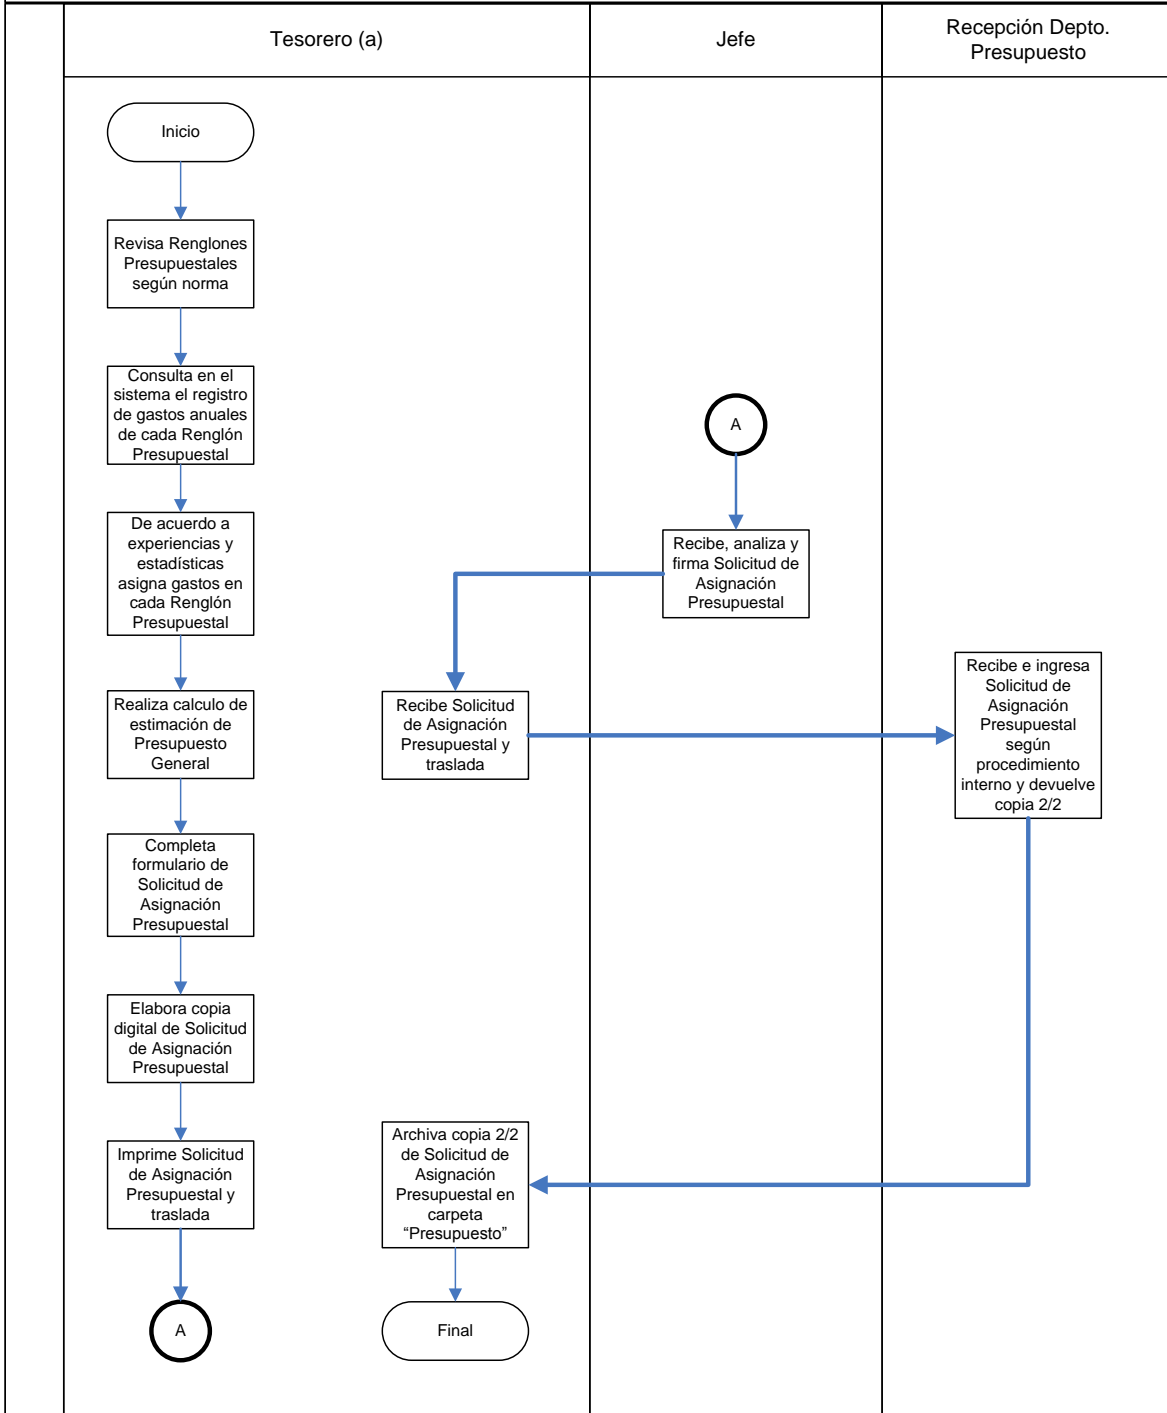 Tesorero (a)
Jefe
Recepción Depto.
Presupuesto
Inicio
Revisa Renglones
Presupuestales
según norma
Consulta en el
sistema el registro
de gastos anuales
de cada Renglón
Presupuestal
De acuerdo a
experiencias y
estadísticas
asigna gastos en
cada Renglón
Presupuestal
Realiza calculo de
estimación de
Presupuesto
General
Completa
formulario de
Solicitud de
Asignación
Presupuestal
Elabora copia
digital de Solicitud
de Asignación
Presupuestal
Imprime Solicitud
de Asignación
Presupuestal y
traslada
A
A
Recibe, analiza y
firma Solicitud de
Asignación
Presupuestal
Recibe Solicitud
de Asignación
Presupuestal y
traslada
Recibe e ingresa
Solicitud de
Asignación
Presupuestal
según
procedimiento
interno y devuelve
copia 2/2
Archiva copia 2/2
de Solicitud de
Asignación
Presupuestal en
carpeta
“Presupuesto”
Final